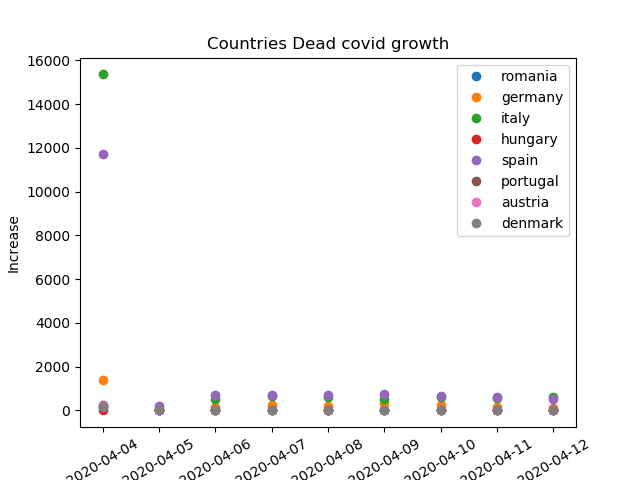 Countries Dead covid growth
Increase
16000
14000
12000
10000
8000
6000
4000
2000
0
romania
germany
italy
hungary
spain
portugal
austria
denmark
2020-04-04
2020-04-05
2020-04-06
2020-04-07
2020-04-08
2020-04-09
2020-04-10
2020-04-11
2020-04-12